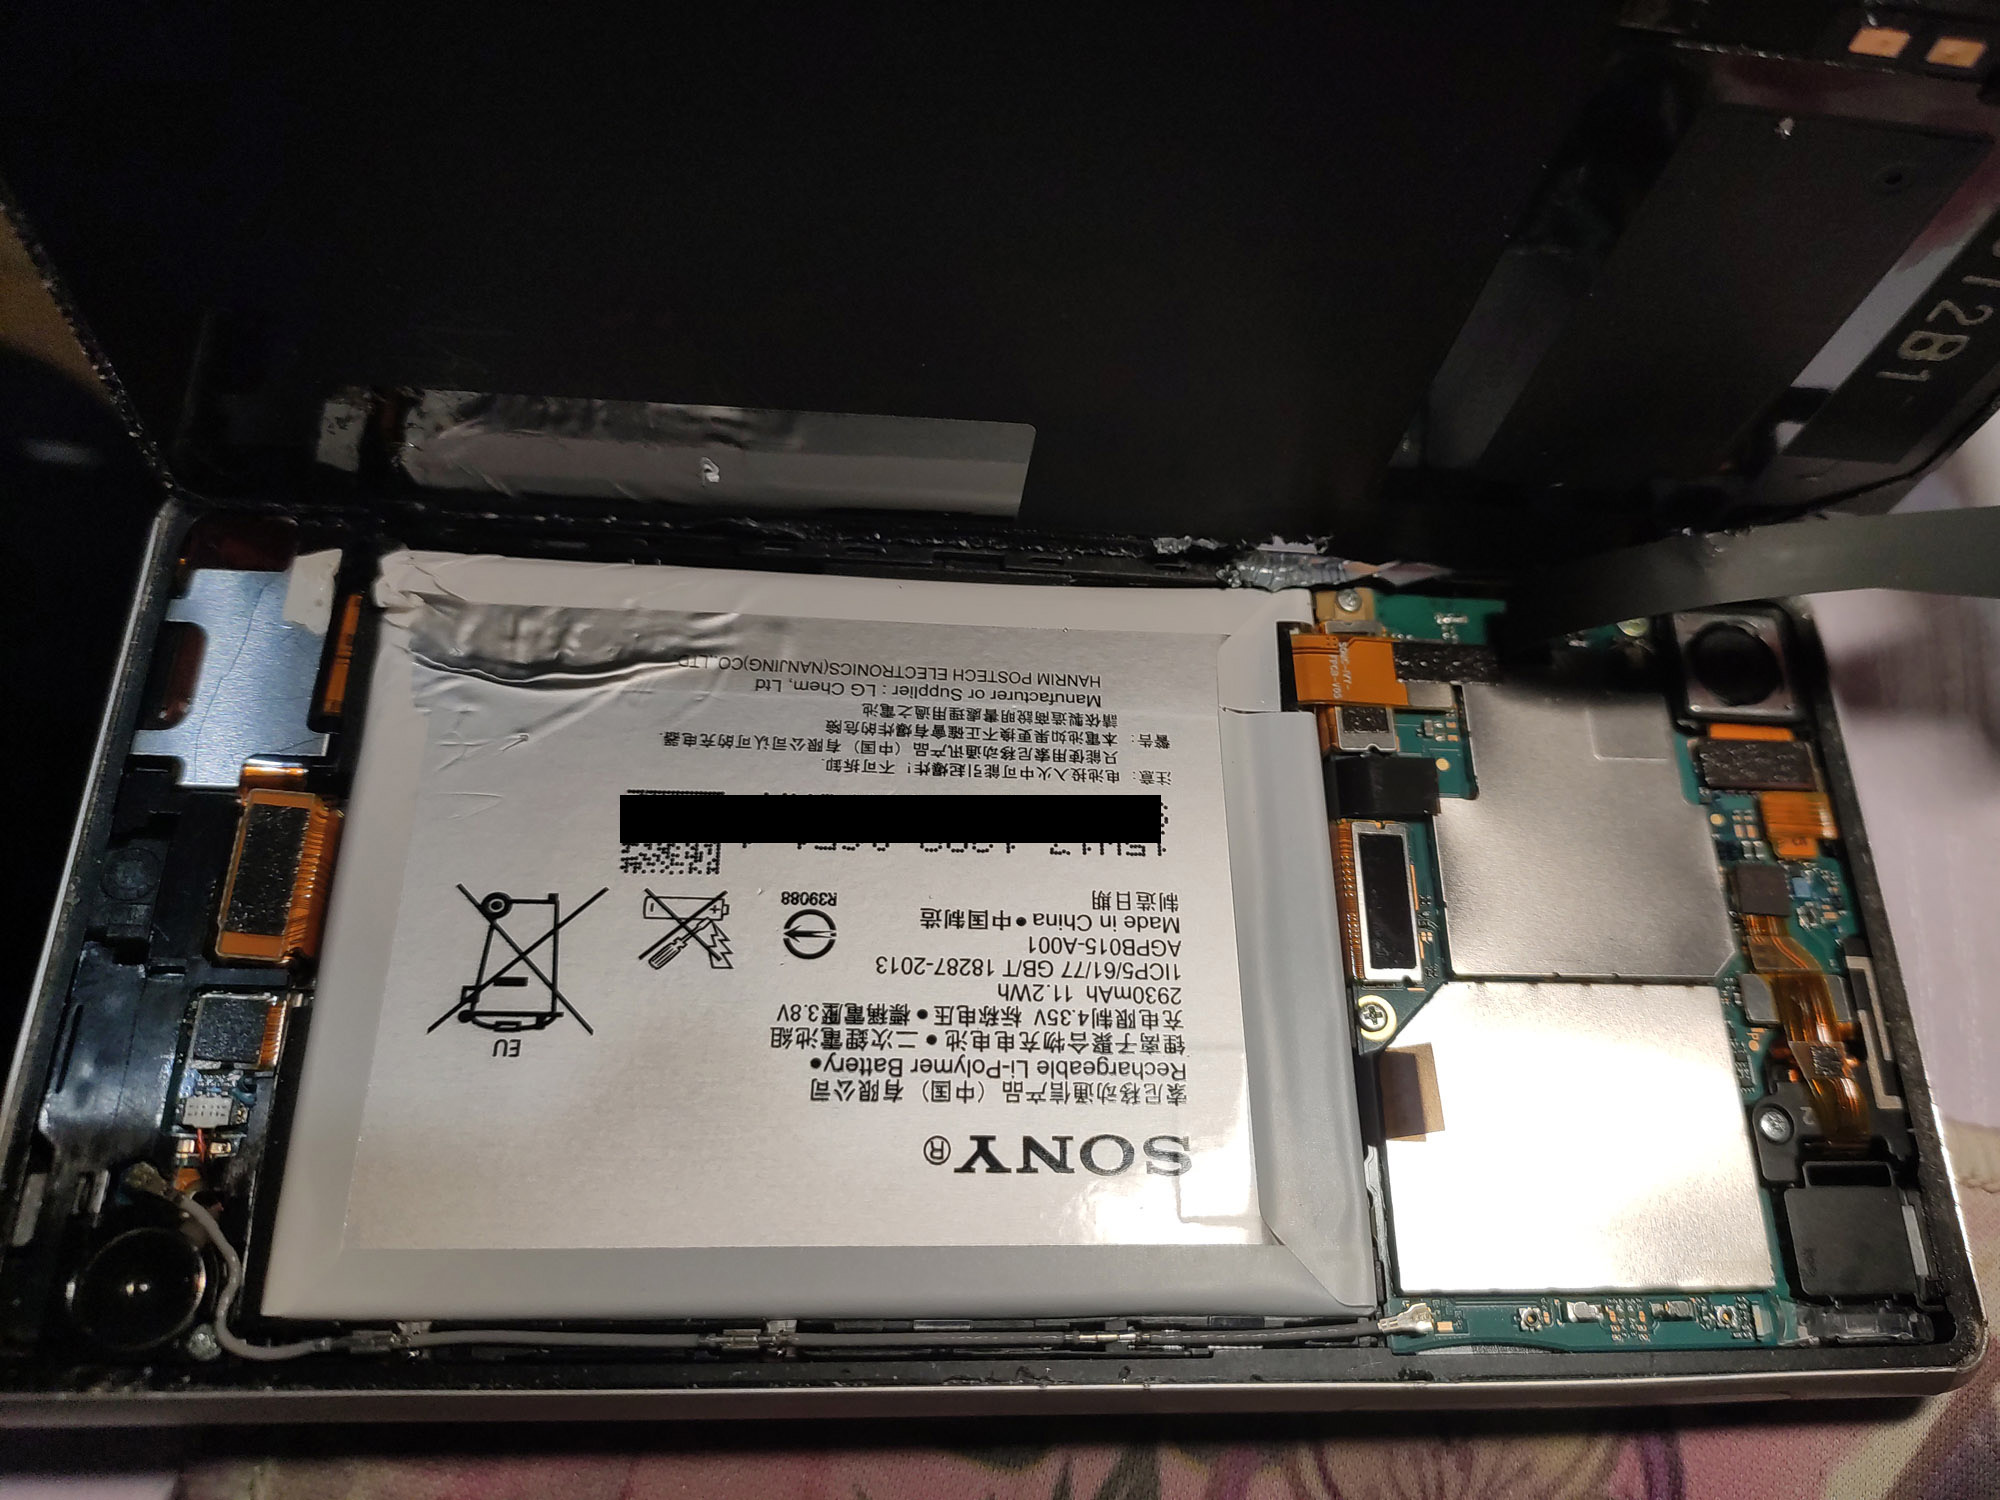 SONY®
索尼移动通信产品（中国）有限公司
Rechargeable Li-Polymer Battery●
锂离子聚合物充电电池 ● 二次鋰電池組
充电限制4.35V 标称电压 ● 標稱電壓3.8V
2930mAh 11.2Wh
1ICP5/61/77 GB/T 18287-2013
AGPB015-A001
Made in China●中国制造
制造日期
EU
R39088
注意：电池投入火中可能引起爆炸！不可拆卸.
只能使用索尼移动通讯产品（中国）有限公司认可的充电器.
警告：本電池如果更換不正確會有爆炸的危險
請依製造商說明書處理用過之電池
Manufacturer or Supplier : LG Chem, Ltd
HANRIM POSTECH ELECTRONICS(NANJING)CO.,LTD.